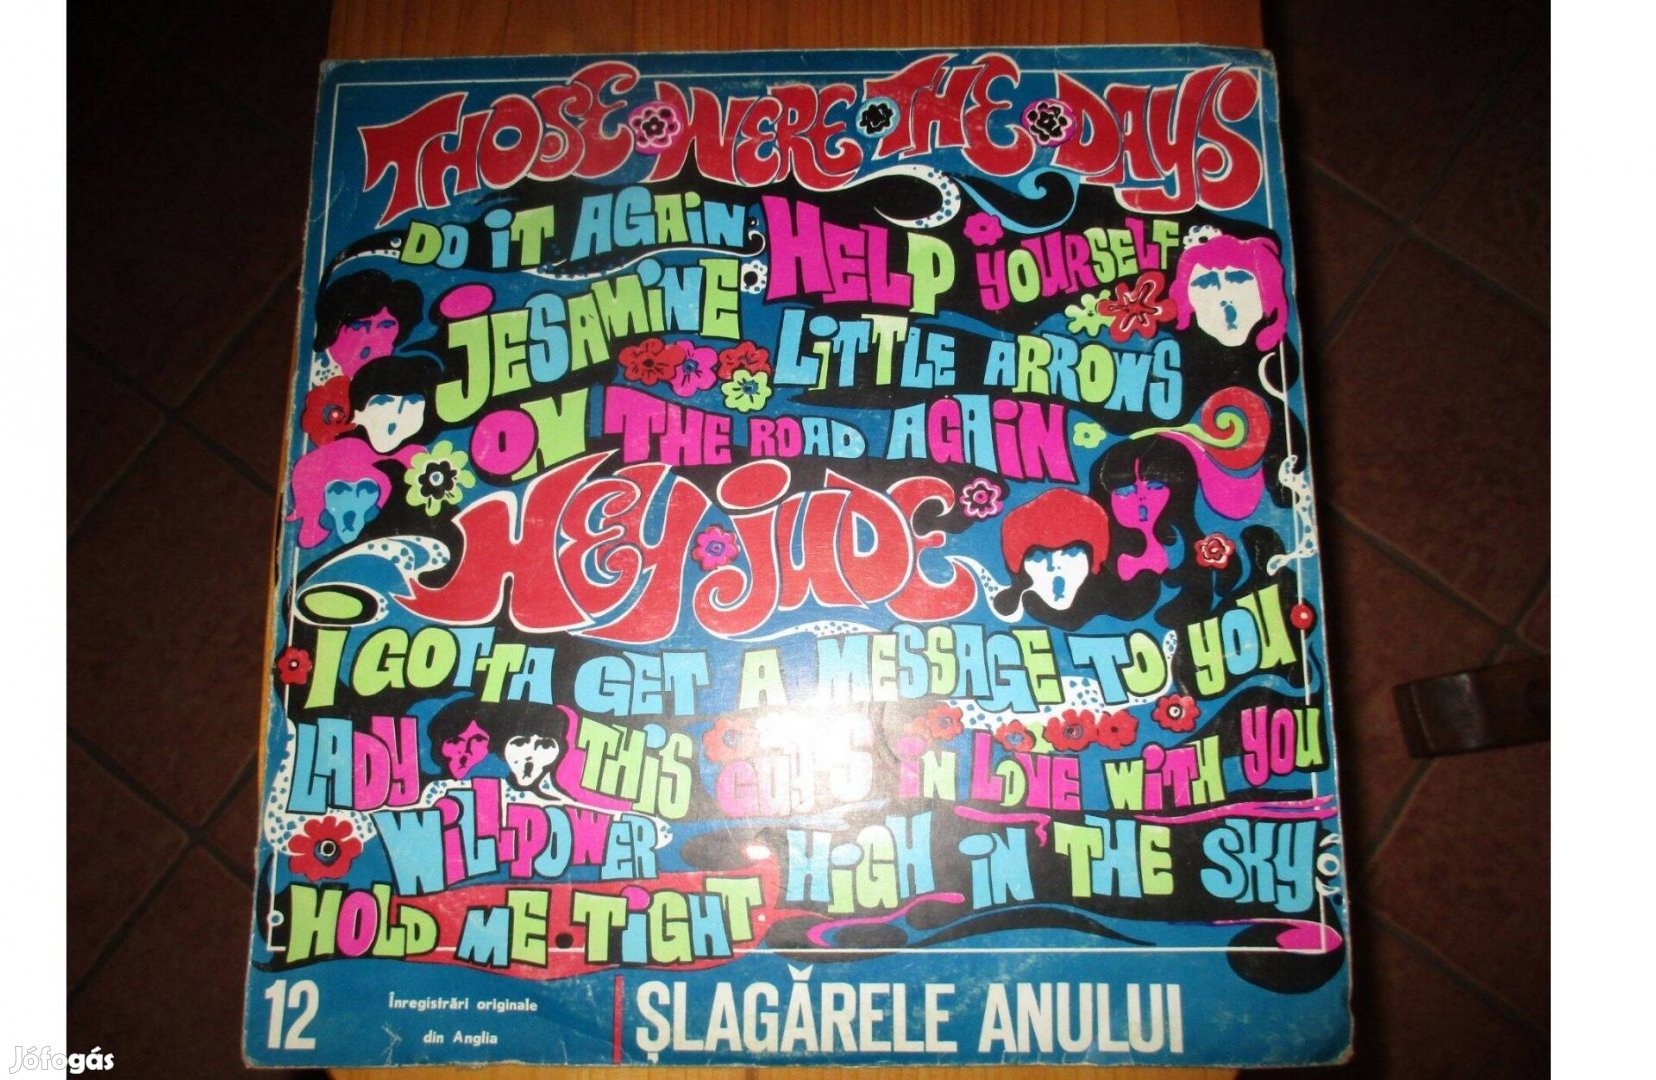 THOSE WERE THE DAYS
DO IT AGAIN HELP YOURSELF
JESAMINE LITTLE ARROWS
ON THE ROAD AGAIN
HEY JUDE
I GOTTA GET A MESSAGE TO YOU
LADY WILLPOWER THIS GUY'S IN LOVE WITH YOU
HOLD ME TIGHT HIGH IN THE SKY
12 Înregistrări originale din Anglia ȘLAGĂRELE ANULUI
Jófogás